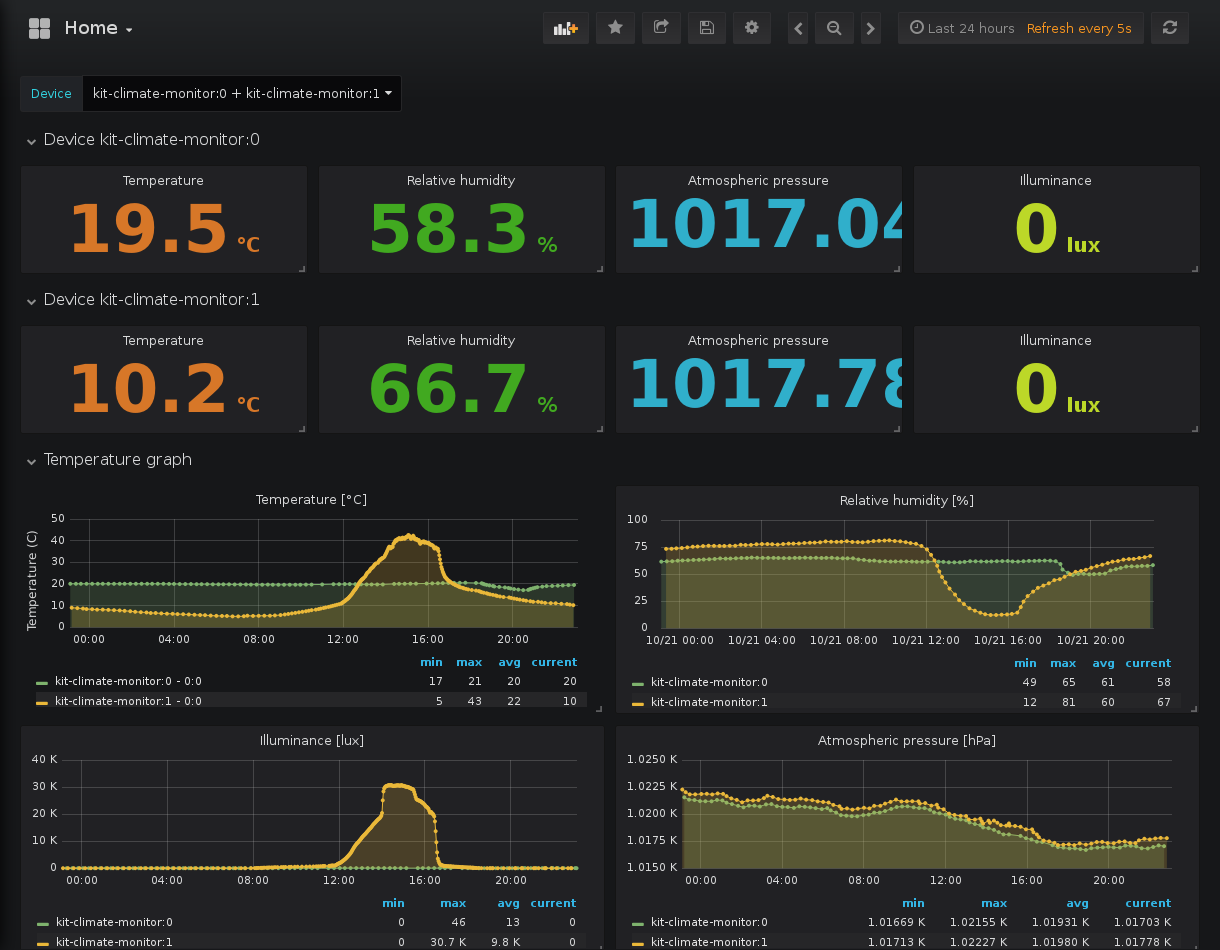 Home
Last 24 hours Refresh every 5s
Device kit-climate-monitor:0 + kit-climate-monitor:1
Device kit-climate-monitor:0
Temperature
19.5 °C
Relative humidity
58.3 %
Atmospheric pressure
1017.04
Illuminance
0 lux
Device kit-climate-monitor:1
Temperature
10.2 °C
Relative humidity
66.7 %
Atmospheric pressure
1017.78
Illuminance
0 lux
Temperature graph
Temperature [°C]
Temperature (C)
50
40
30
20
10
0
00:00 04:00 08:00 12:00 16:00 20:00
min max avg current
kit-climate-monitor:0 - 0:0 17 21 20 20
kit-climate-monitor:1 - 0:0 5 43 22 10
Relative humidity [%]
100
75
50
25
0
10/21 00:00 10/21 04:00 10/21 08:00 10/21 12:00 10/21 16:00 10/21 20:00
min max avg current
kit-climate-monitor:0 49 65 61 58
kit-climate-monitor:1 12 81 60 67
Illuminance [lux]
40 K
30 K
20 K
10 K
0
00:00 04:00 08:00 12:00 16:00 20:00
min max avg current
kit-climate-monitor:0 0 46 13 0
kit-climate-monitor:1 0 30.7 K 9.8 K 0
Atmospheric pressure [hPa]
1.0250 K
1.0225 K
1.0200 K
1.0175 K
1.0150 K
00:00 04:00 08:00 12:00 16:00 20:00
min max avg current
kit-climate-monitor:0 1.01669 K 1.02155 K 1.01931 K 1.01703 K
kit-climate-monitor:1 1.01713 K 1.02227 K 1.01980 K 1.01778 K